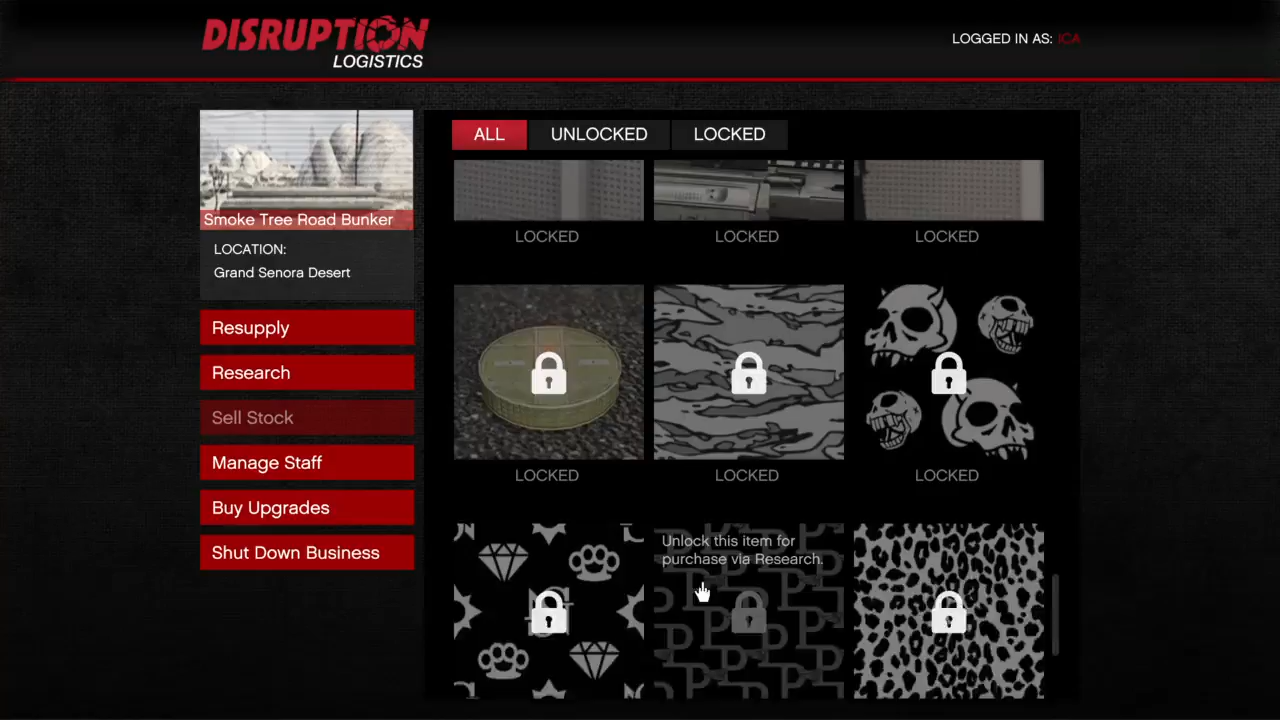 DISRUPTION
LOGISTICS
LOGGED IN AS: ICA
Smoke Tree Road Bunker
LOCATION:
Grand Senora Desert
Resupply
Research
Sell Stock
Manage Staff
Buy Upgrades
Shut Down Business
ALL UNLOCKED LOCKED
LOCKED LOCKED LOCKED
LOCKED LOCKED LOCKED
Unlock this item for
purchase via Research.